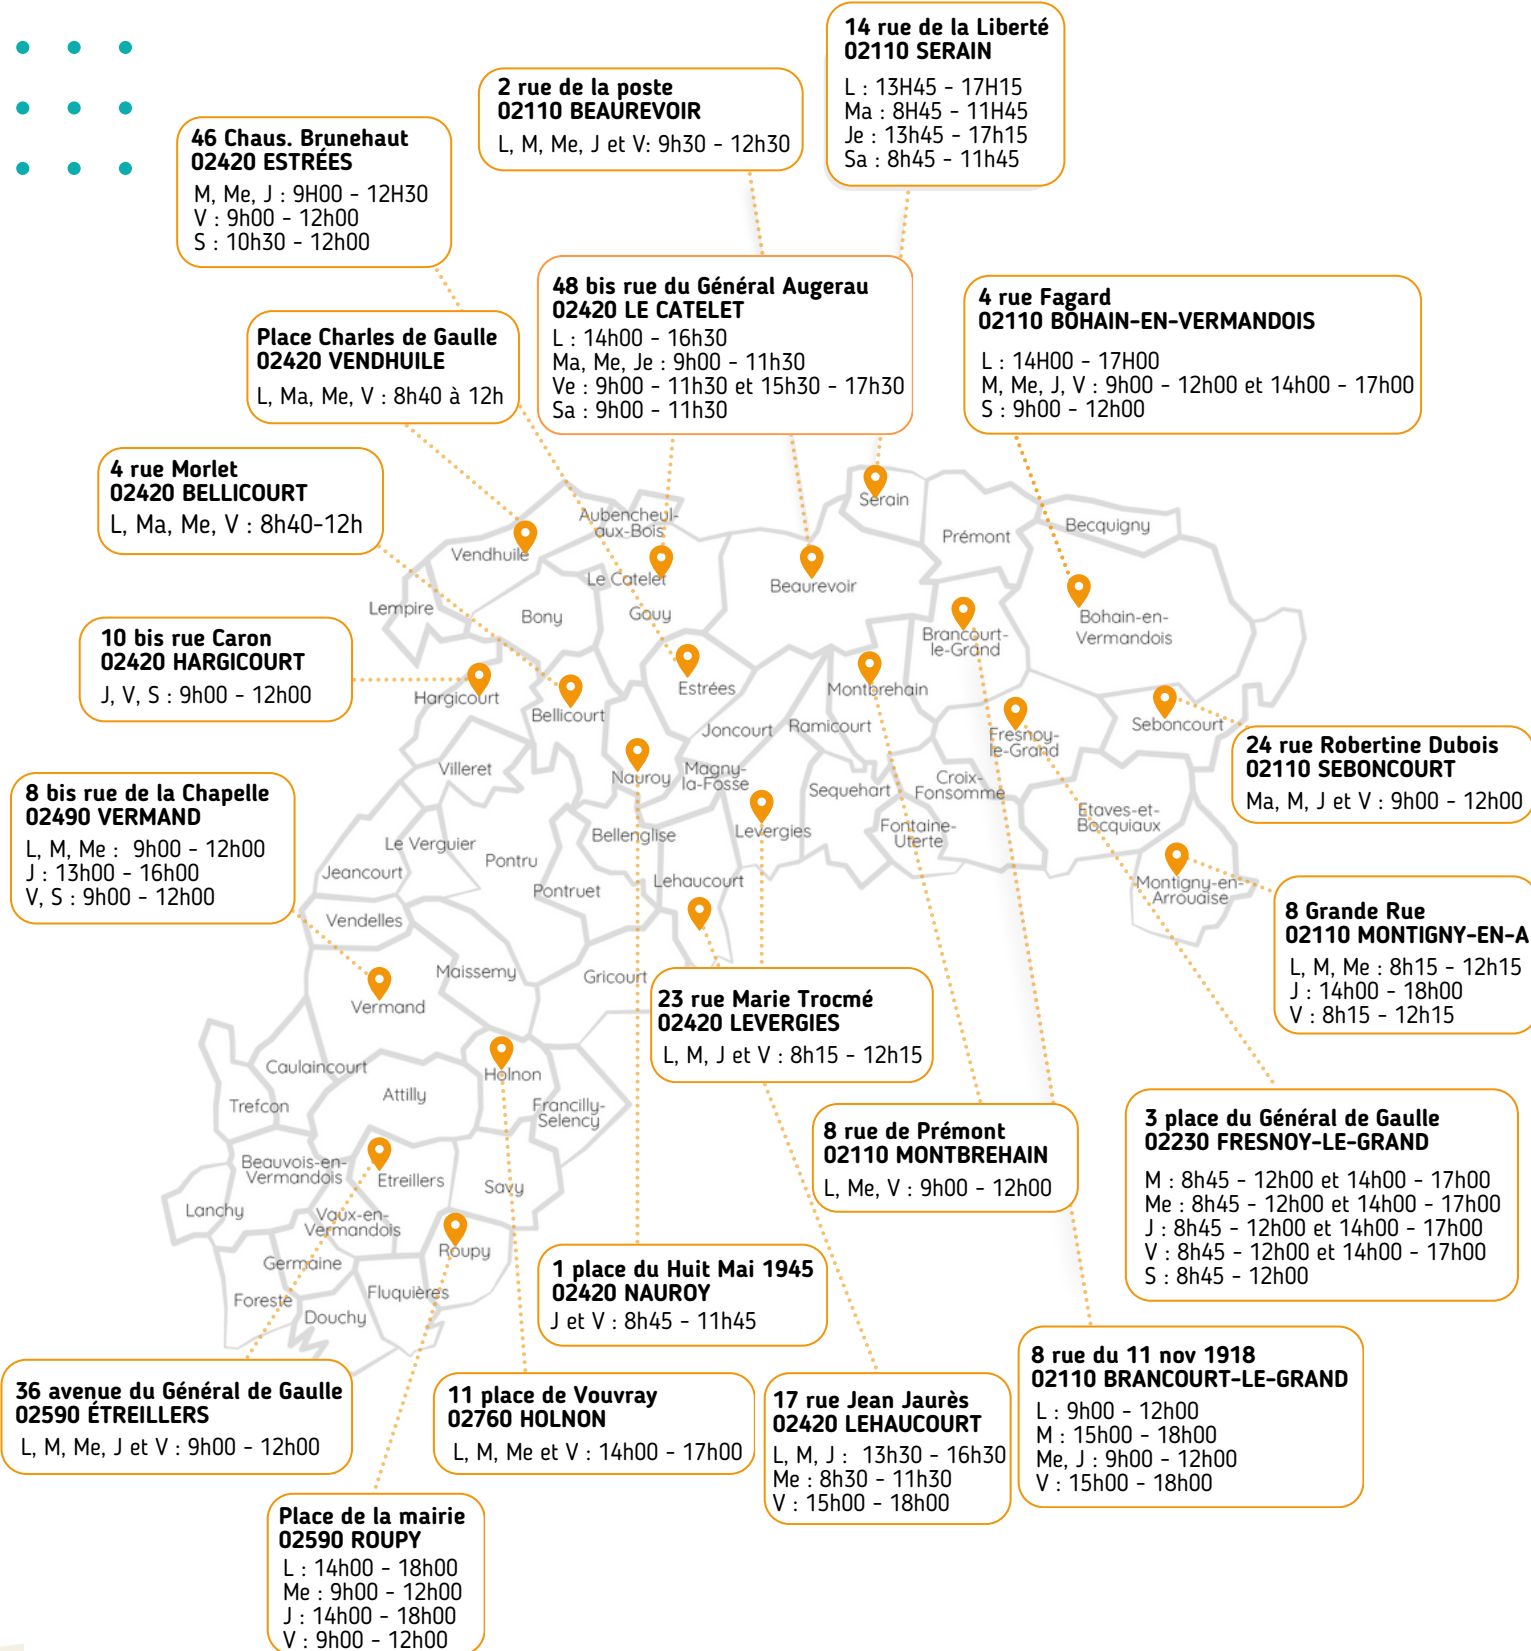 14 rue de la Liberté
02110 SERAIN
L : 13H45 - 17H15
Ma : 8H45 - 11H45
Je : 13h45 - 17h15
Sa : 8h45 - 11h45
2 rue de la poste
02110 BEAUREVOIR
L, M, Me, J et V: 9h30 - 12h30
46 Chaus. Brunehaut
02420 ESTRÉES
M, Me, J : 9H00 - 12H30
V : 9h00 - 12h00
S : 10h30 - 12h00
48 bis rue du Général Augerau
02420 LE CATELET
L : 14h00 - 16h30
Ma, Me, Je : 9h00 - 11h30
Ve : 9h00 - 11h30 et 15h30 - 17h30
Sa : 9h00 - 11h30
4 rue Fagard
02110 BOHAIN-EN-VERMANDOIS
L : 14H00 - 17H00
M, Me, J, V : 9h00 - 12h00 et 14h00 - 17h00
S : 9h00 - 12h00
Place Charles de Gaulle
02420 VENDHUILE
L, Ma, Me, V : 8h40 à 12h
4 rue Morlet
02420 BELLICOURT
L, Ma, Me, V : 8h40-12h
10 bis rue Caron
02420 HARGICOURT
J, V, S : 9h00 - 12h00
8 bis rue de la Chapelle
02490 VERMAND
L, M, Me : 9h00 - 12h00
J : 13h00 - 16h00
V, S : 9h00 - 12h00
Serain
Prémont
Becquigny
Aubencheul-
aux-Bois
Vendhuile
Le Catelet
Beaurevoir
Lempire
Bony
Gouy
Brancourt-
le-Grand
Bohain-en-
Vermandois
Hargicourt
Bellicourt
Estrées
Montbrehain
Joncourt
Ramicourt
Fresnoy-
le-Grand
Seboncourt
Villeret
Nauroy
Magny-
la-Fosse
Sequehart
Croix-
Fonsomme
Etaves-et-
Bocquiaux
Le Verguier
Pontru
Bellenglise
Levergies
Fontaine-
Uterte
Jeancourt
Pontruet
Lehaucourt
Montigny-en-
Arrouaise
Vendelles
Maissemy
Gricourt
Vermand
Caulaincourt
Holnon
Attilly
Trefcon
Francilly-
Selency
Beauvois-en-
Vermandois
Etreillers
Savy
Lanchy
Vaux-en-
Vermandois
Roupy
Germaine
Foreste
Fluquières
Douchy
24 rue Robertine Dubois
02110 SEBONCOURT
Ma, M, J et V : 9h00 - 12h00
8 Grande Rue
02110 MONTIGNY-EN-A
L, M, Me : 8h15 - 12h15
J : 14h00 - 18h00
V : 8h15 - 12h15
23 rue Marie Trocmé
02420 LEVERGIES
L, M, J et V : 8h15 - 12h15
8 rue de Prémont
02110 MONTBREHAIN
L, Me, V : 9h00 - 12h00
3 place du Général de Gaulle
02230 FRESNOY-LE-GRAND
M : 8h45 - 12h00 et 14h00 - 17h00
Me : 8h45 - 12h00 et 14h00 - 17h00
J : 8h45 - 12h00 et 14h00 - 17h00
V : 8h45 - 12h00 et 14h00 - 17h00
S : 8h45 - 12h00
1 place du Huit Mai 1945
02420 NAUROY
J et V : 8h45 - 11h45
36 avenue du Général de Gaulle
02590 ÉTREILLERS
L, M, Me, J et V : 9h00 - 12h00
11 place de Vouvray
02760 HOLNON
L, M, Me et V : 14h00 - 17h00
17 rue Jean Jaurès
02420 LEHAUCOURT
L, M, J : 13h30 - 16h30
Me : 8h30 - 11h30
V : 15h00 - 18h00
8 rue du 11 nov 1918
02110 BRANCOURT-LE-GRAND
L : 9h00 - 12h00
M : 15h00 - 18h00
Me, J : 9h00 - 12h00
V : 15h00 - 18h00
Place de la mairie
02590 ROUPY
L : 14h00 - 18h00
Me : 9h00 - 12h00
J : 14h00 - 18h00
V : 9h00 - 12h00